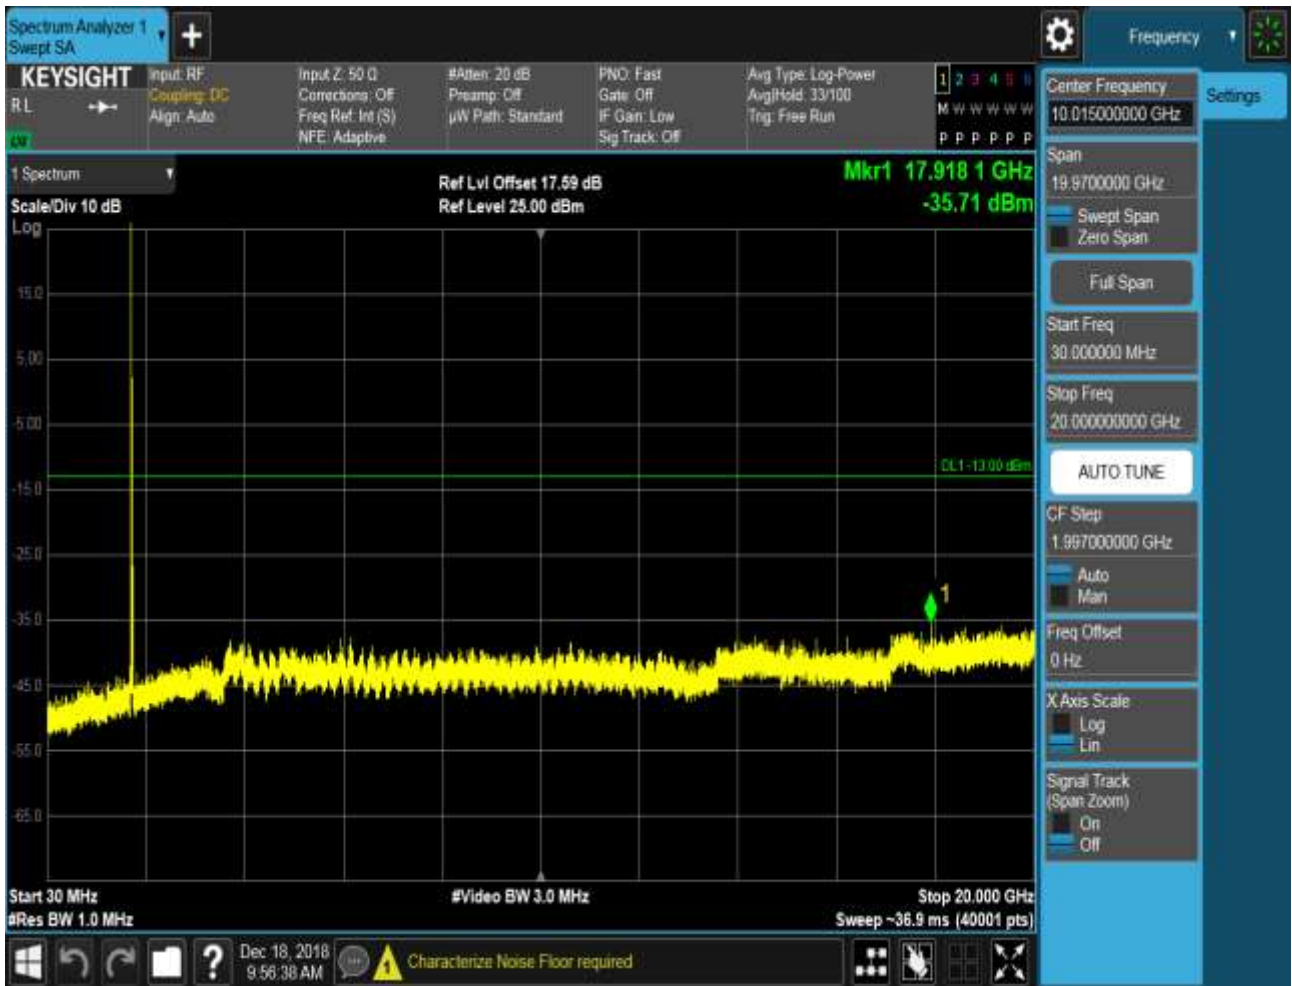 Spectrum Analyzer 1
Swept SA
+
Frequency
KEYSIGHT
RL
LXI
Input: RF
Coupling: DC
Align: Auto
Input Z: 50 Ω
Corrections: Off
Freq Ref: Int (S)
NFE: Adaptive
#Atten: 20 dB
Preamp: Off
µW Path: Standard
PNO: Fast
Gate: Off
IF Gain: Low
Sig Track: Off
Avg Type: Log-Power
Avg|Hold: 33/100
Trig: Free Run
1 2 3 4 5 6
M W W W W W
P P P P P P
1 Spectrum
Scale/Div 10 dB
Log
Ref Lvl Offset 17.59 dB
Ref Level 25.00 dBm
Mkr1 17.918 1 GHz
-35.71 dBm
15.0
5.00
-5.00
-15.0
-25.0
-35.0
-45.0
-55.0
-65.0
DL1 -13.00 dBm
1
Start 30 MHz
#Res BW 1.0 MHz
#Video BW 3.0 MHz
Stop 20.000 GHz
Sweep ~36.9 ms (40001 pts)
Center Frequency
10.015000000 GHz
Settings
Span
19.9700000 GHz
Swept Span
Zero Span
Full Span
Start Freq
30.000000 MHz
Stop Freq
20.000000000 GHz
AUTO TUNE
CF Step
1.997000000 GHz
Auto
Man
Freq Offset
0 Hz
X Axis Scale
Log
Lin
Signal Track
(Span Zoom)
On
Off
?
Dec 18, 2018
9:56:38 AM
1
Characterize Noise Floor required